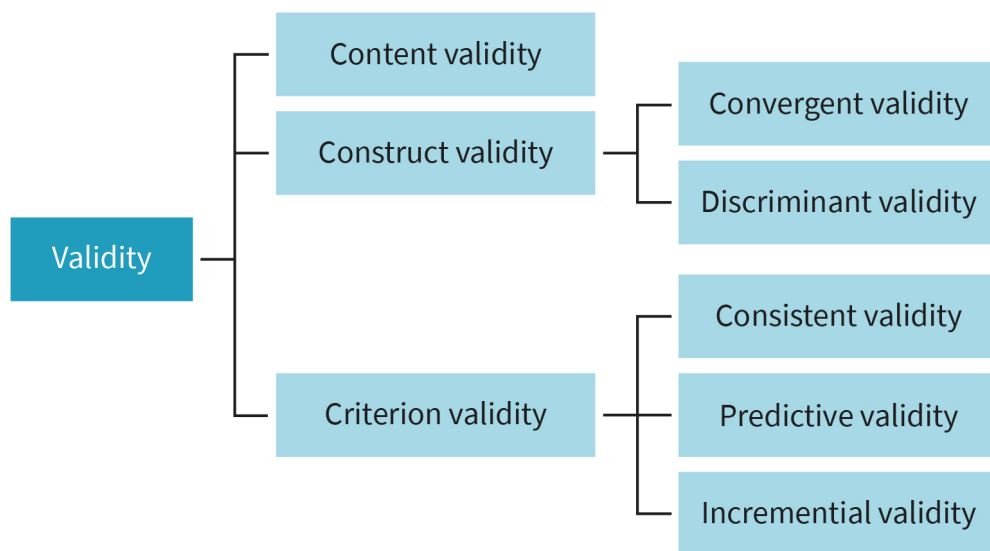 Validity
Content validity
Construct validity
Convergent validity
Discriminant validity
Criterion validity
Consistent validity
Predictive validity
Incremential validity